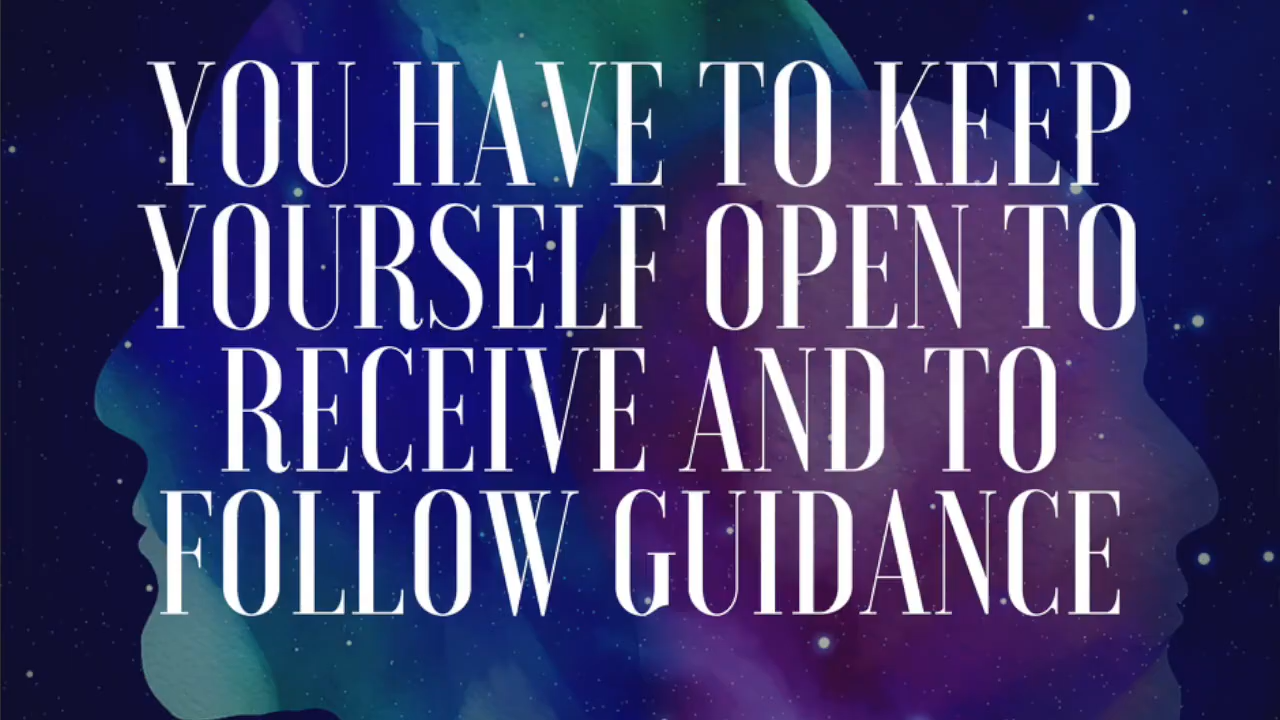 YOU HAVE TO KEEP
YOURSELF OPEN TO
RECEIVE AND TO
FOLLOW GUIDANCE